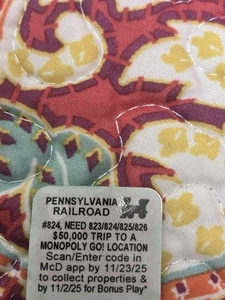 PENNSYLVANIA
RAILROAD
#824, NEED 823/824/825/826
$50,000 TRIP TO A
MONOPOLY GO! LOCATION
Scan/Enter code in
McD app by 11/23/25
to collect properties &
by 11/2/25 for Bonus Play*